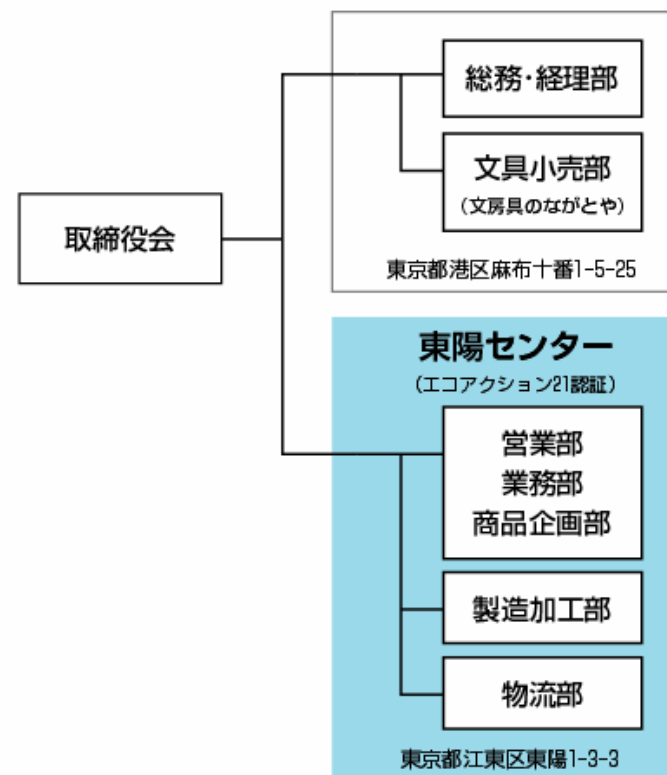 取締役会
総務・経理部
文具小売部
（文房具のながとや）
東京都港区麻布十番1-5-25
東陽センター
（エコアクション21認証）
営業部
業務部
商品企画部
製造加工部
物流部
東京都江東区東陽1-3-3